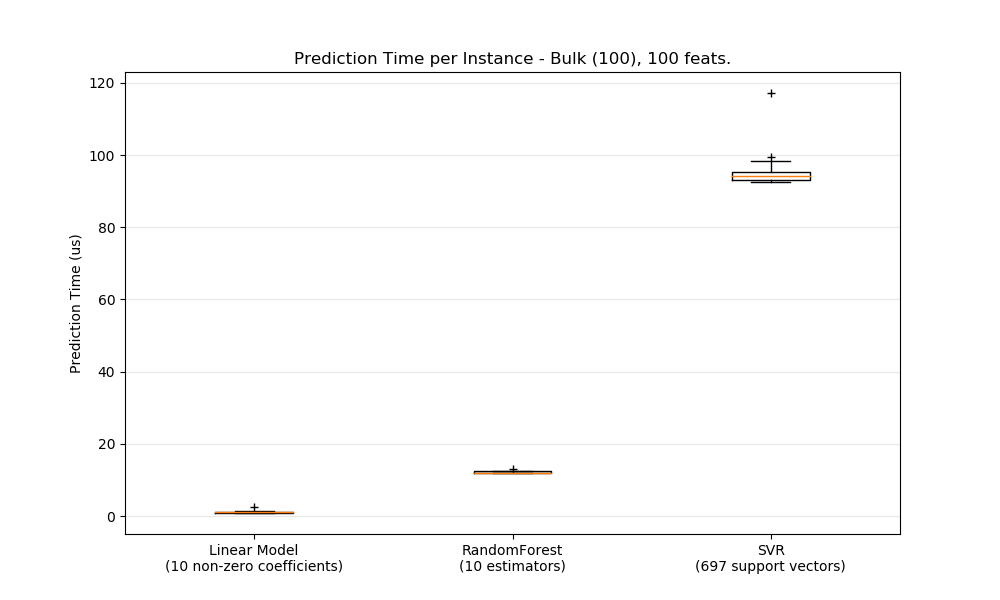 Prediction Time per Instance - Bulk (100), 100 feats.
Prediction Time (us)
120
100
80
60
40
20
0
Linear Model
(10 non-zero coefficients)
RandomForest
(10 estimators)
SVR
(697 support vectors)